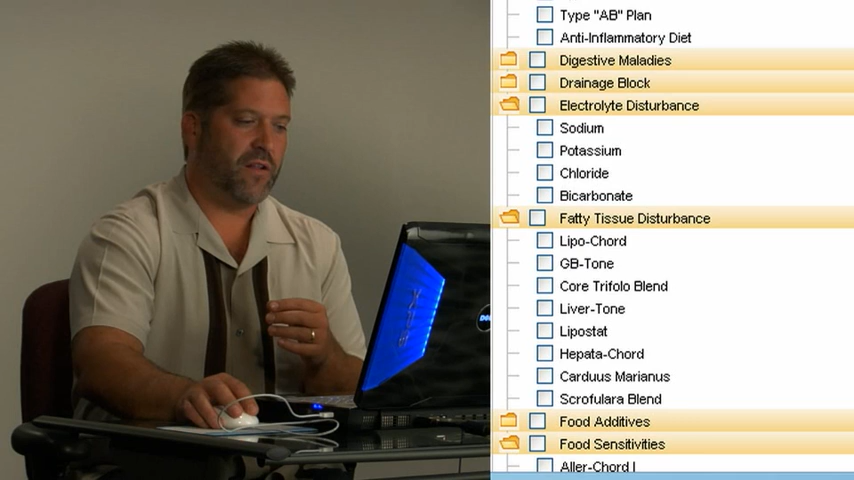 Type "AB" Plan
Anti-Inflammatory Diet
Digestive Maladies
Drainage Block
Electrolyte Disturbance
Sodium
Potassium
Chloride
Bicarbonate
Fatty Tissue Disturbance
Lipo-Chord
GB-Tone
Core Trifolo Blend
Liver-Tone
Lipostat
Hepata-Chord
Carduus Marianus
Scrofulara Blend
Food Additives
Food Sensitivities
Aller-Chord I
XPS